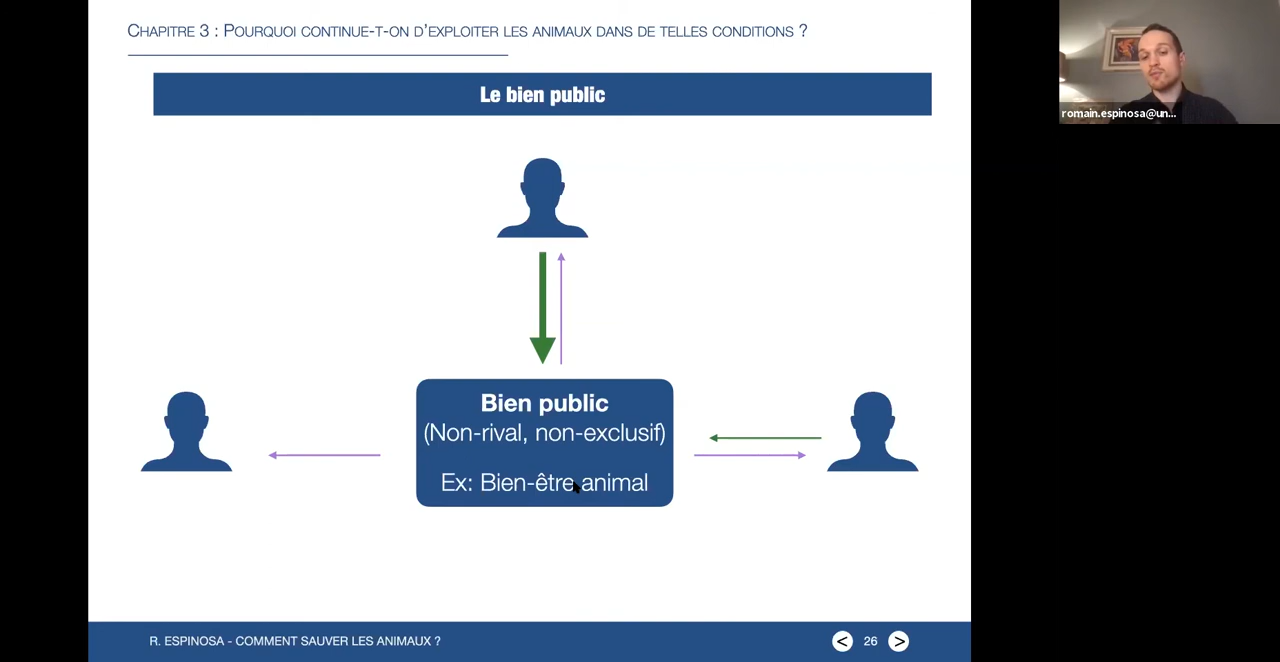 CHAPITRE 3 : POURQUOI CONTINUE-T-ON D'EXPLOITER LES ANIMAUX DANS DE TELLES CONDITIONS ?
Le bien public
romain.espinosa@un...
Bien public
(Non-rival, non-exclusif)
Ex: Bien-être animal
R. ESPINOSA - COMMENT SAUVER LES ANIMAUX ?
< 26 >